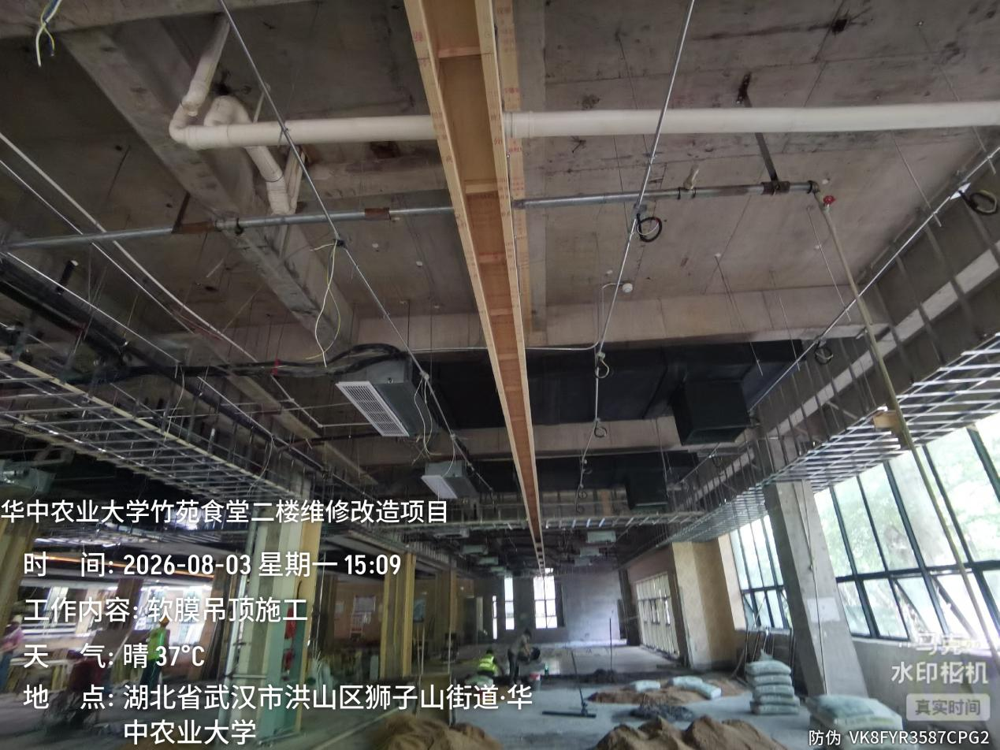 华中农业大学竹苑食堂二楼维修改造项目
时 间: 2026-08-03 星期一 15:09
工作内容: 软膜吊顶施工
天 气: 晴 37°C
地 点: 湖北省武汉市洪山区狮子山街道·华
中农业大学
马克
水印相机
真实时间
防伪 VK8FYR3587CPG2